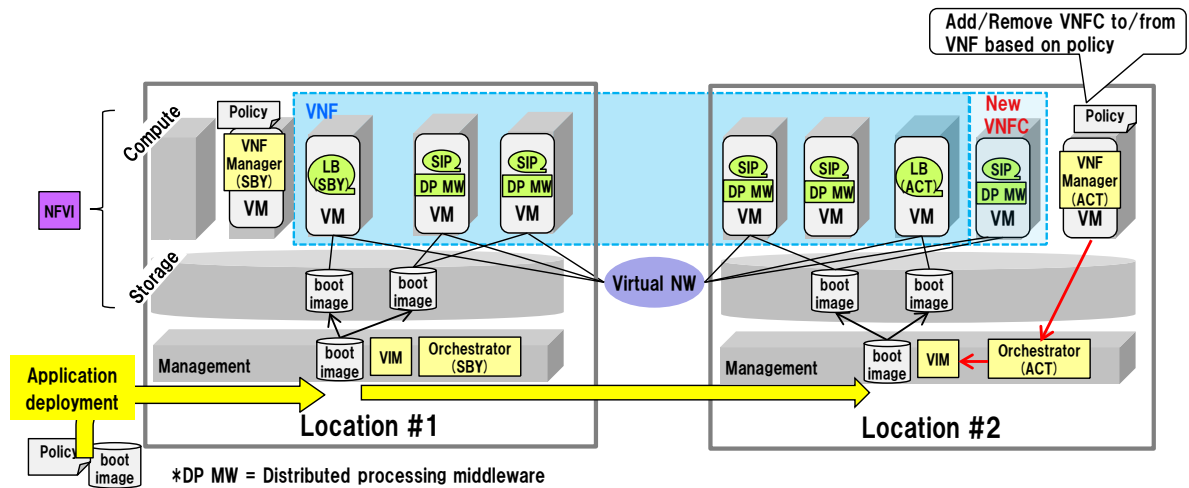 Add/Remove VNFC to/from
VNF based on policy
Compute
Policy
VNF
New
VNFC
Policy
VNF
Manager
(SBY)
VM
LB
(SBY)
VM
SIP
DP MW
VM
SIP
DP MW
VM
SIP
DP MW
VM
SIP
DP MW
VM
LB
(ACT)
VM
SIP
DP MW
VM
VNF
Manager
(ACT)
VM
NFVI
Storage
boot
image
boot
image
Virtual NW
boot
image
boot
image
Management
boot
image
VIM
Orchestrator
(SBY)
Management
boot
image
VIM
Orchestrator
(ACT)
Application
deployment
Location #1
Location #2
Policy
boot
image
*DP MW = Distributed processing middleware